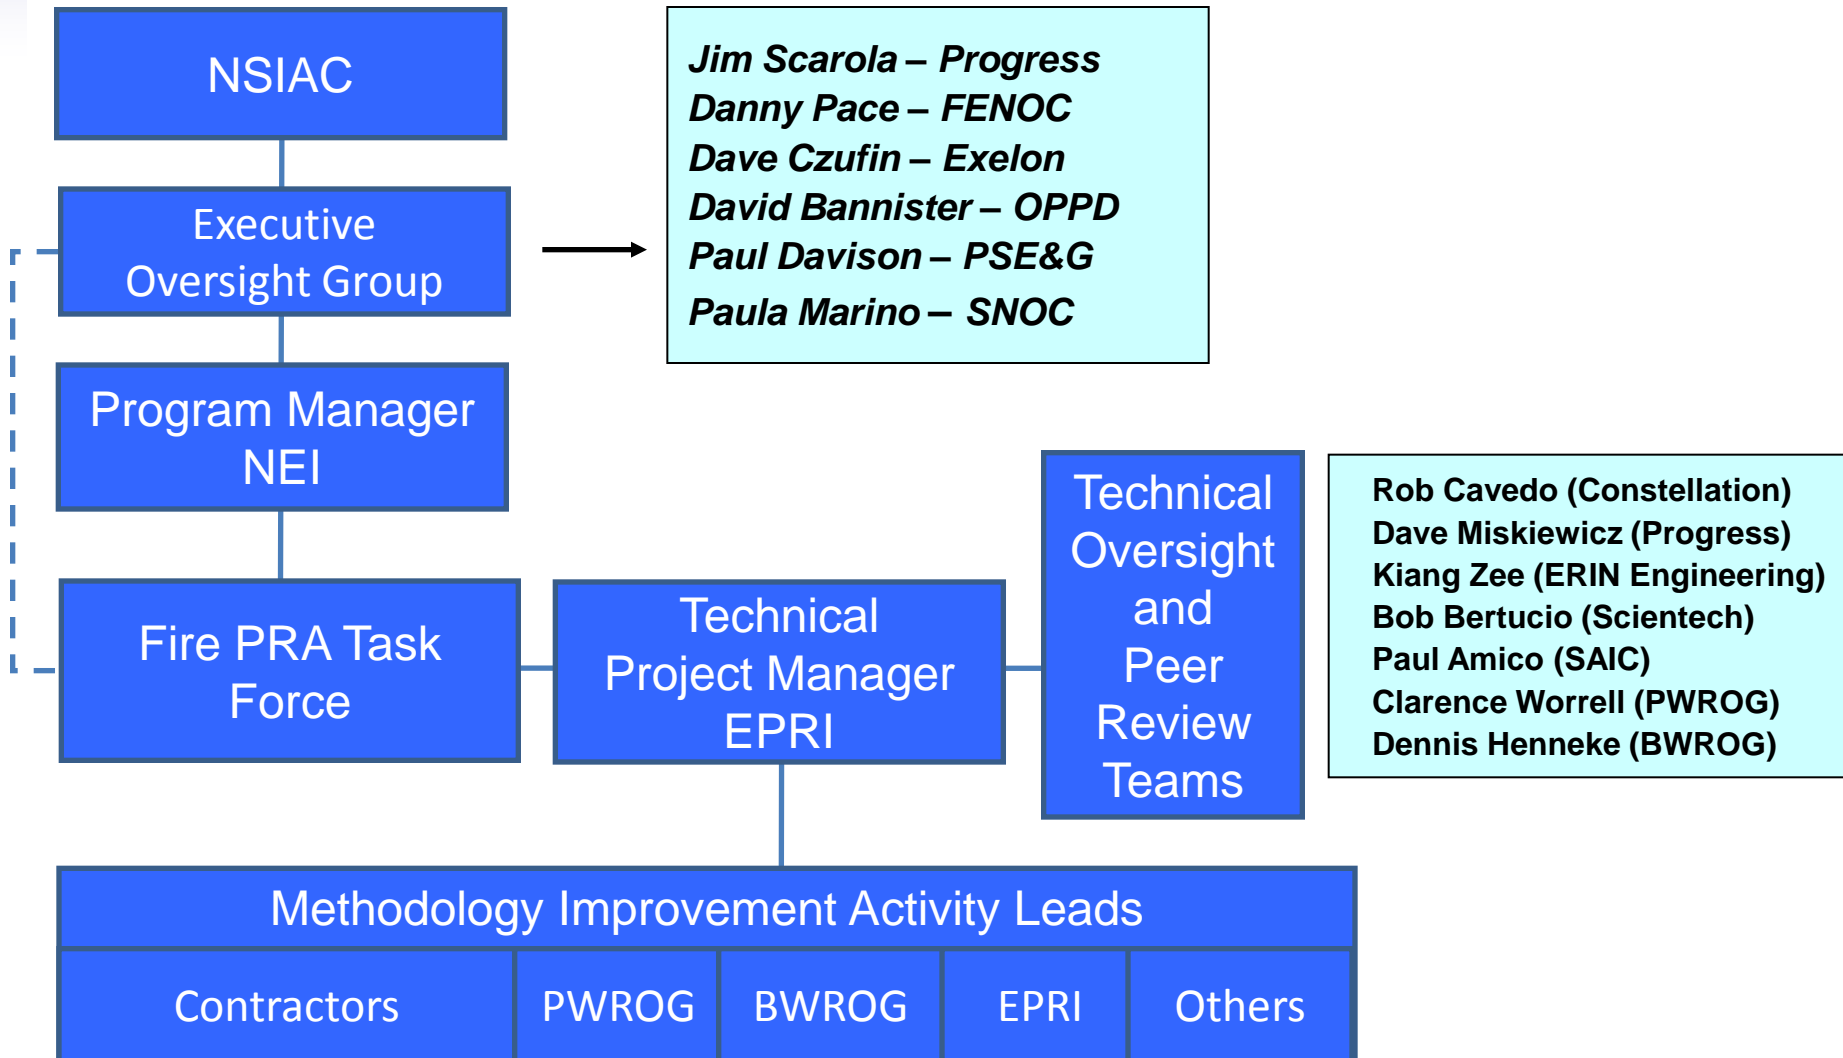 NSIAC
Executive
Oversight Group
Jim Scarola – Progress
Danny Pace – FENOC
Dave Czufin – Exelon
David Bannister – OPPD
Paul Davison – PSE&G
Paula Marino – SNOC
Program Manager
NEI
Fire PRA Task
Force
Technical
Project Manager
EPRI
Technical
Oversight
and
Peer
Review
Teams
Rob Cavedo (Constellation)
Dave Miskiewicz (Progress)
Kiang Zee (ERIN Engineering)
Bob Bertucio (Scientech)
Paul Amico (SAIC)
Clarence Worrell (PWROG)
Dennis Henneke (BWROG)
Methodology Improvement Activity Leads
Contractors
PWROG
BWROG
EPRI
Others